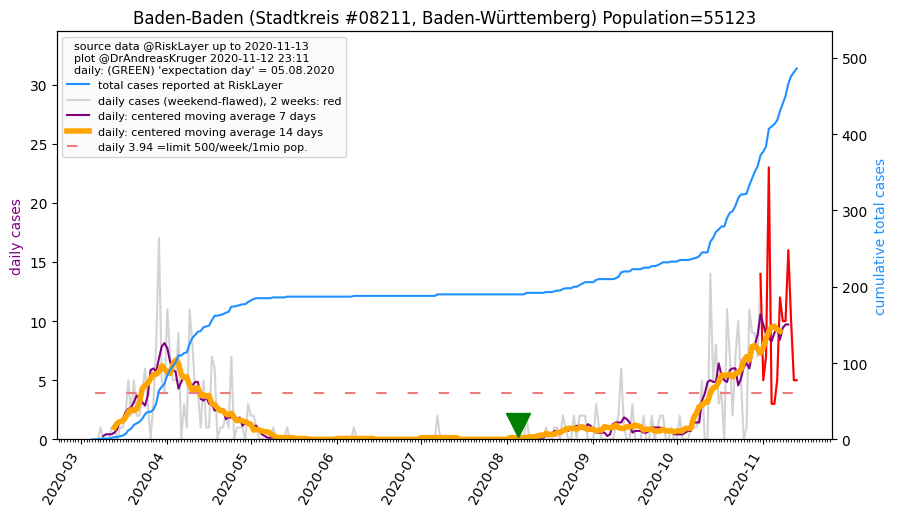 Baden-Baden (Stadtkreis #08211, Baden-Württemberg) Population=55123
source data @RiskLayer up to 2020-11-13
plot @DrAndreasKruger 2020-11-12 23:11
daily: (GREEN) 'expectation day' = 05.08.2020
total cases reported at RiskLayer
daily cases (weekend-flawed), 2 weeks: red
daily: centered moving average 7 days
daily: centered moving average 14 days
daily 3.94 =limit 500/week/1mio pop.
daily cases
30
25
20
15
10
5
0
500
400
300
200
100
0
cumulative total cases
2020-03
2020-04
2020-05
2020-06
2020-07
2020-08
2020-09
2020-10
2020-11